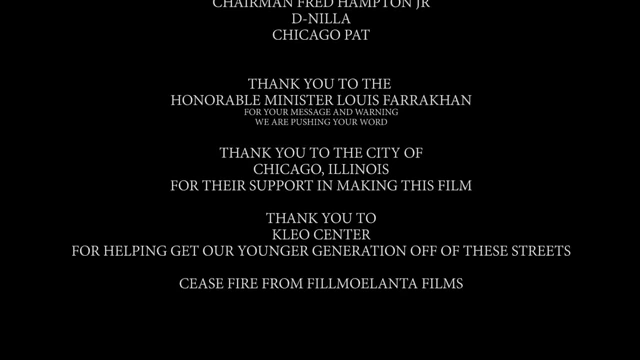 CHAIRMAN FRED HAMPTON JR
D-NILLA
CHICAGO PAT
THANK YOU TO THE
HONORABLE MINISTER LOUIS FARRAKHAN
FOR YOUR MESSAGE AND WARNING
WE ARE PUSHING YOUR WORD
THANK YOU TO THE CITY OF
CHICAGO, ILLINOIS
FOR THEIR SUPPORT IN MAKING THIS FILM
THANK YOU TO
KLEO CENTER
FOR HELPING GET OUR YOUNGER GENERATION OFF OF THESE STREETS
CEASE FIRE FROM FILLMOELANTA FILMS